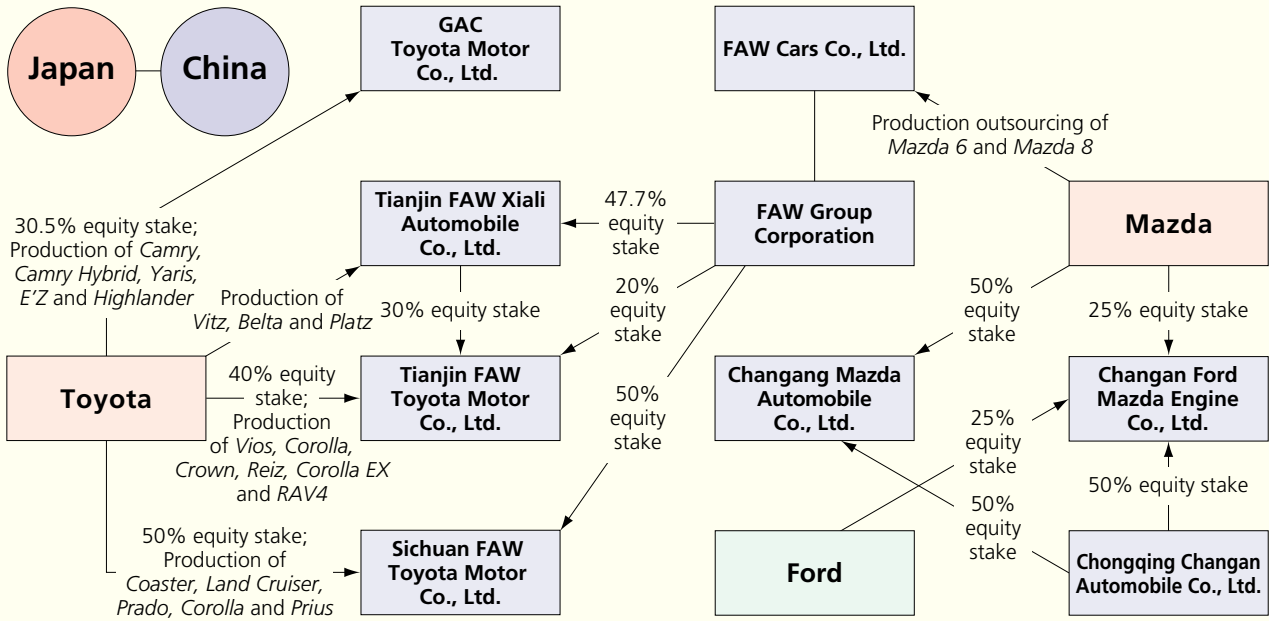 Japan
China
GAC
Toyota Motor
Co., Ltd.
FAW Cars Co., Ltd.
Production outsourcing of
Mazda 6 and Mazda 8
30.5% equity stake;
Production of Camry,
Camry Hybrid, Yaris,
E'Z and Highlander
Tianjin FAW Xiali
Automobile
Co., Ltd.
47.7%
equity
stake
FAW Group
Corporation
Mazda
Production of
Vitz, Belta and Platz
30% equity stake
20%
equity
stake
50%
equity
stake
25% equity stake
Toyota
40% equity
stake;
Production
of Vios, Corolla,
Crown, Reiz, Corolla EX
and RAV4
Tianjin FAW
Toyota Motor
Co., Ltd.
50%
equity
stake
Changang Mazda
Automobile
Co., Ltd.
Changan Ford
Mazda Engine
Co., Ltd.
25%
equity
stake
50%
equity
stake
50% equity stake
50% equity stake;
Production of
Coaster, Land Cruiser,
Prado, Corolla and Prius
Sichuan FAW
Toyota Motor
Co., Ltd.
Ford
Chongqing Changan
Automobile Co., Ltd.